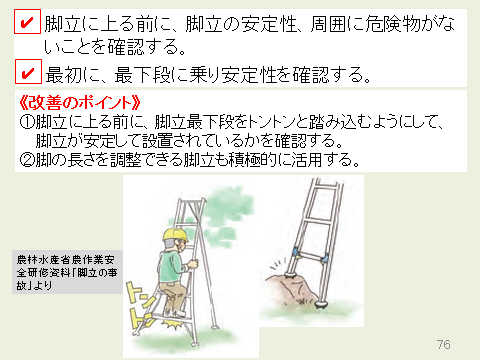 ✔ 脚立に上る前に、脚立の安定性、周囲に危険物がな
いことを確認する。
✔ 最初に、最下段に乗り安定性を確認する。
《改善のポイント》
①脚立に上る前に、脚立最下段をトントンと踏み込むようにして、
脚立が安定して設置されているかを確認する。
②脚の長さを調整できる脚立も積極的に活用する。
農林水産省農作業安
全研修資料「脚立の事
故」より
トン
トン
76